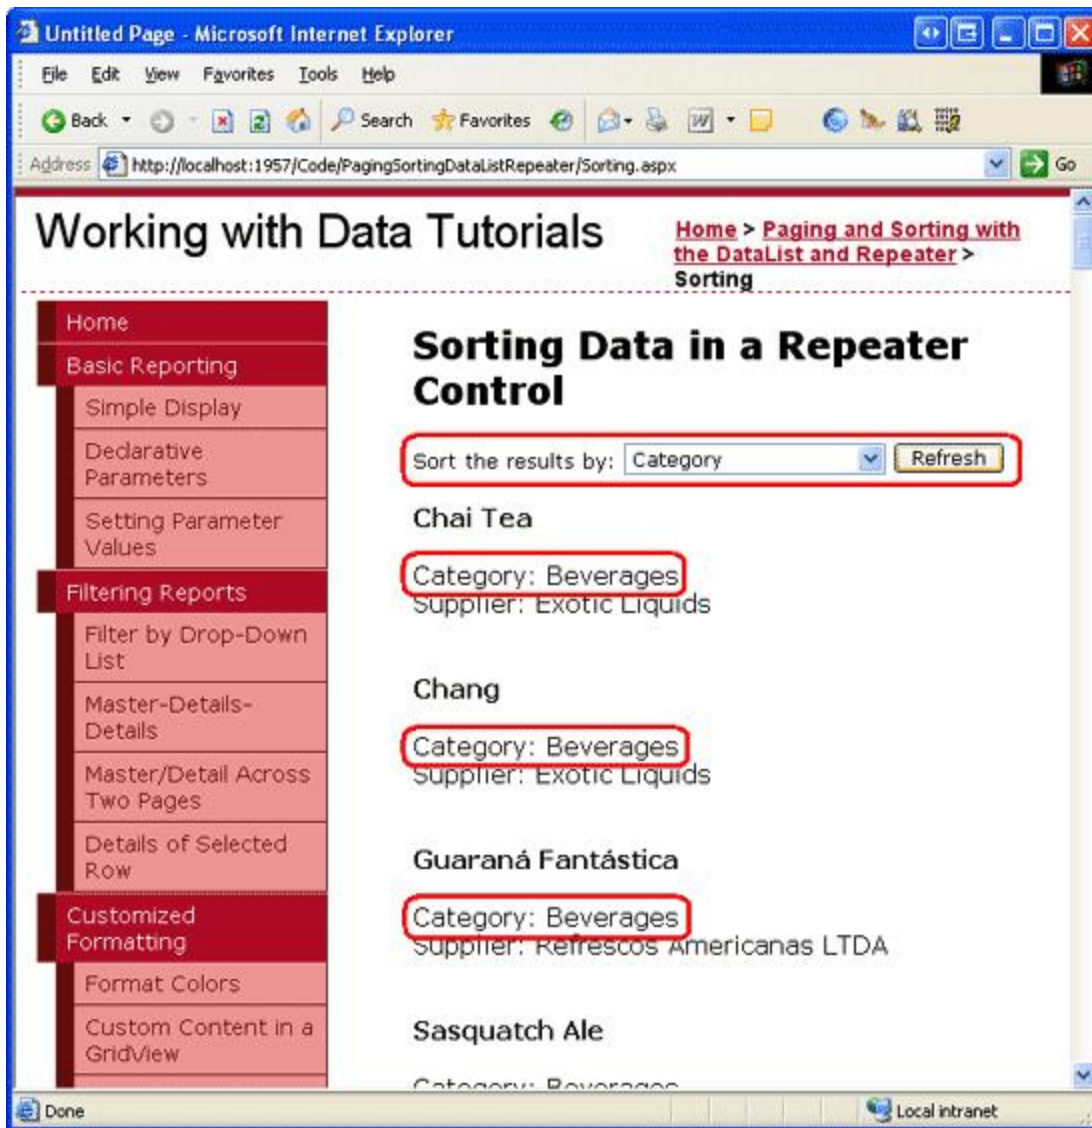 Untitled Page - Microsoft Internet Explorer
File Edit View Favorites Tools Help
Back Search Favorites
Address http://localhost:1957/Code/PagingSortingDataListRepeater/Sorting.aspx Go
Working with Data Tutorials
Home > Paging and Sorting with
the DataList and Repeater >
Sorting
Home
Basic Reporting
Simple Display
Declarative
Parameters
Setting Parameter
Values
Filtering Reports
Filter by Drop-Down
List
Master-Details-
Details
Master/Detail Across
Two Pages
Details of Selected
Row
Customized
Formatting
Format Colors
Custom Content in a
GridView
Sorting Data in a Repeater
Control
Sort the results by: Category Refresh
Chai Tea
Category: Beverages
Supplier: Exotic Liquids
Chang
Category: Beverages
Supplier: Exotic Liquids
Guaraná Fantástica
Category: Beverages
Supplier: Refrescos Americanas LTDA
Sasquatch Ale
Category: Beverages
Done Local intranet